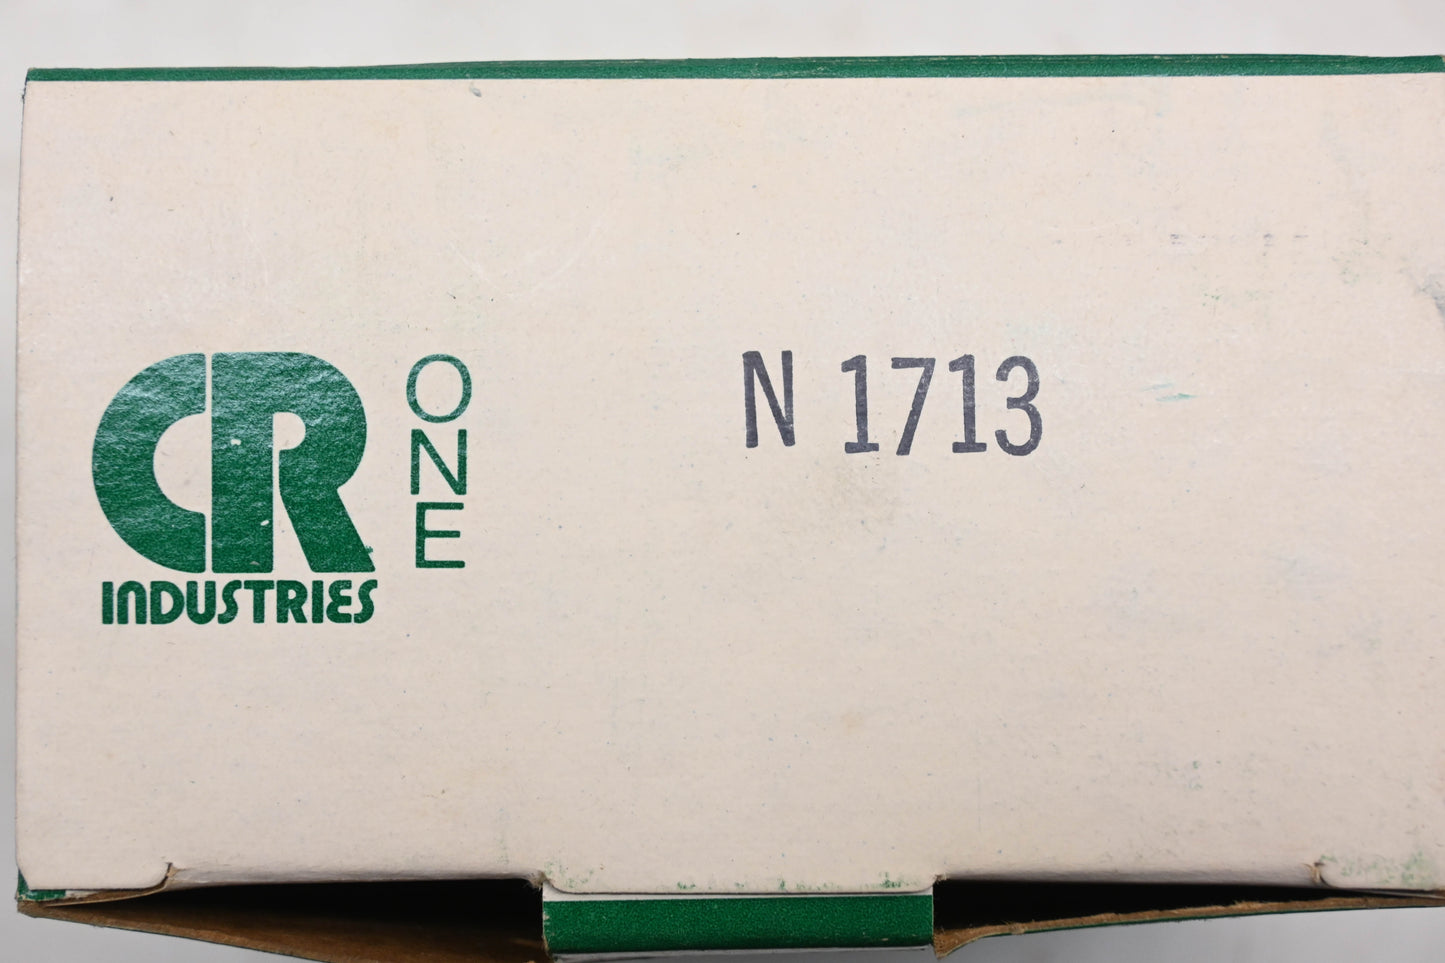 CR
INDUSTRIES
ONE
N 1713